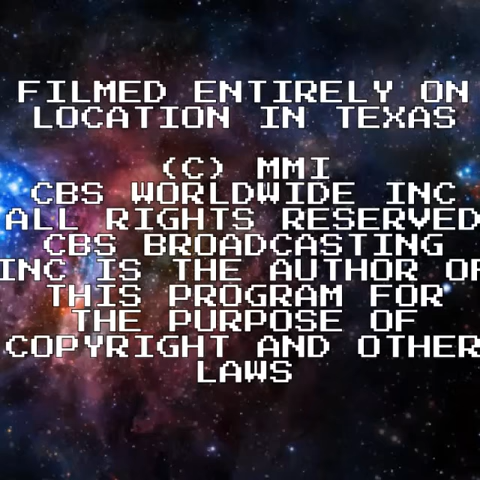 FILMED ENTIRELY ON
LOCATION IN TEXAS
(C) MMI
CBS WORLDWIDE INC
ALL RIGHTS RESERVED
CBS BROADCASTING
INC IS THE AUTHOR OF
THIS PROGRAM FOR
THE PURPOSE OF
COPYRIGHT AND OTHER
LAWS